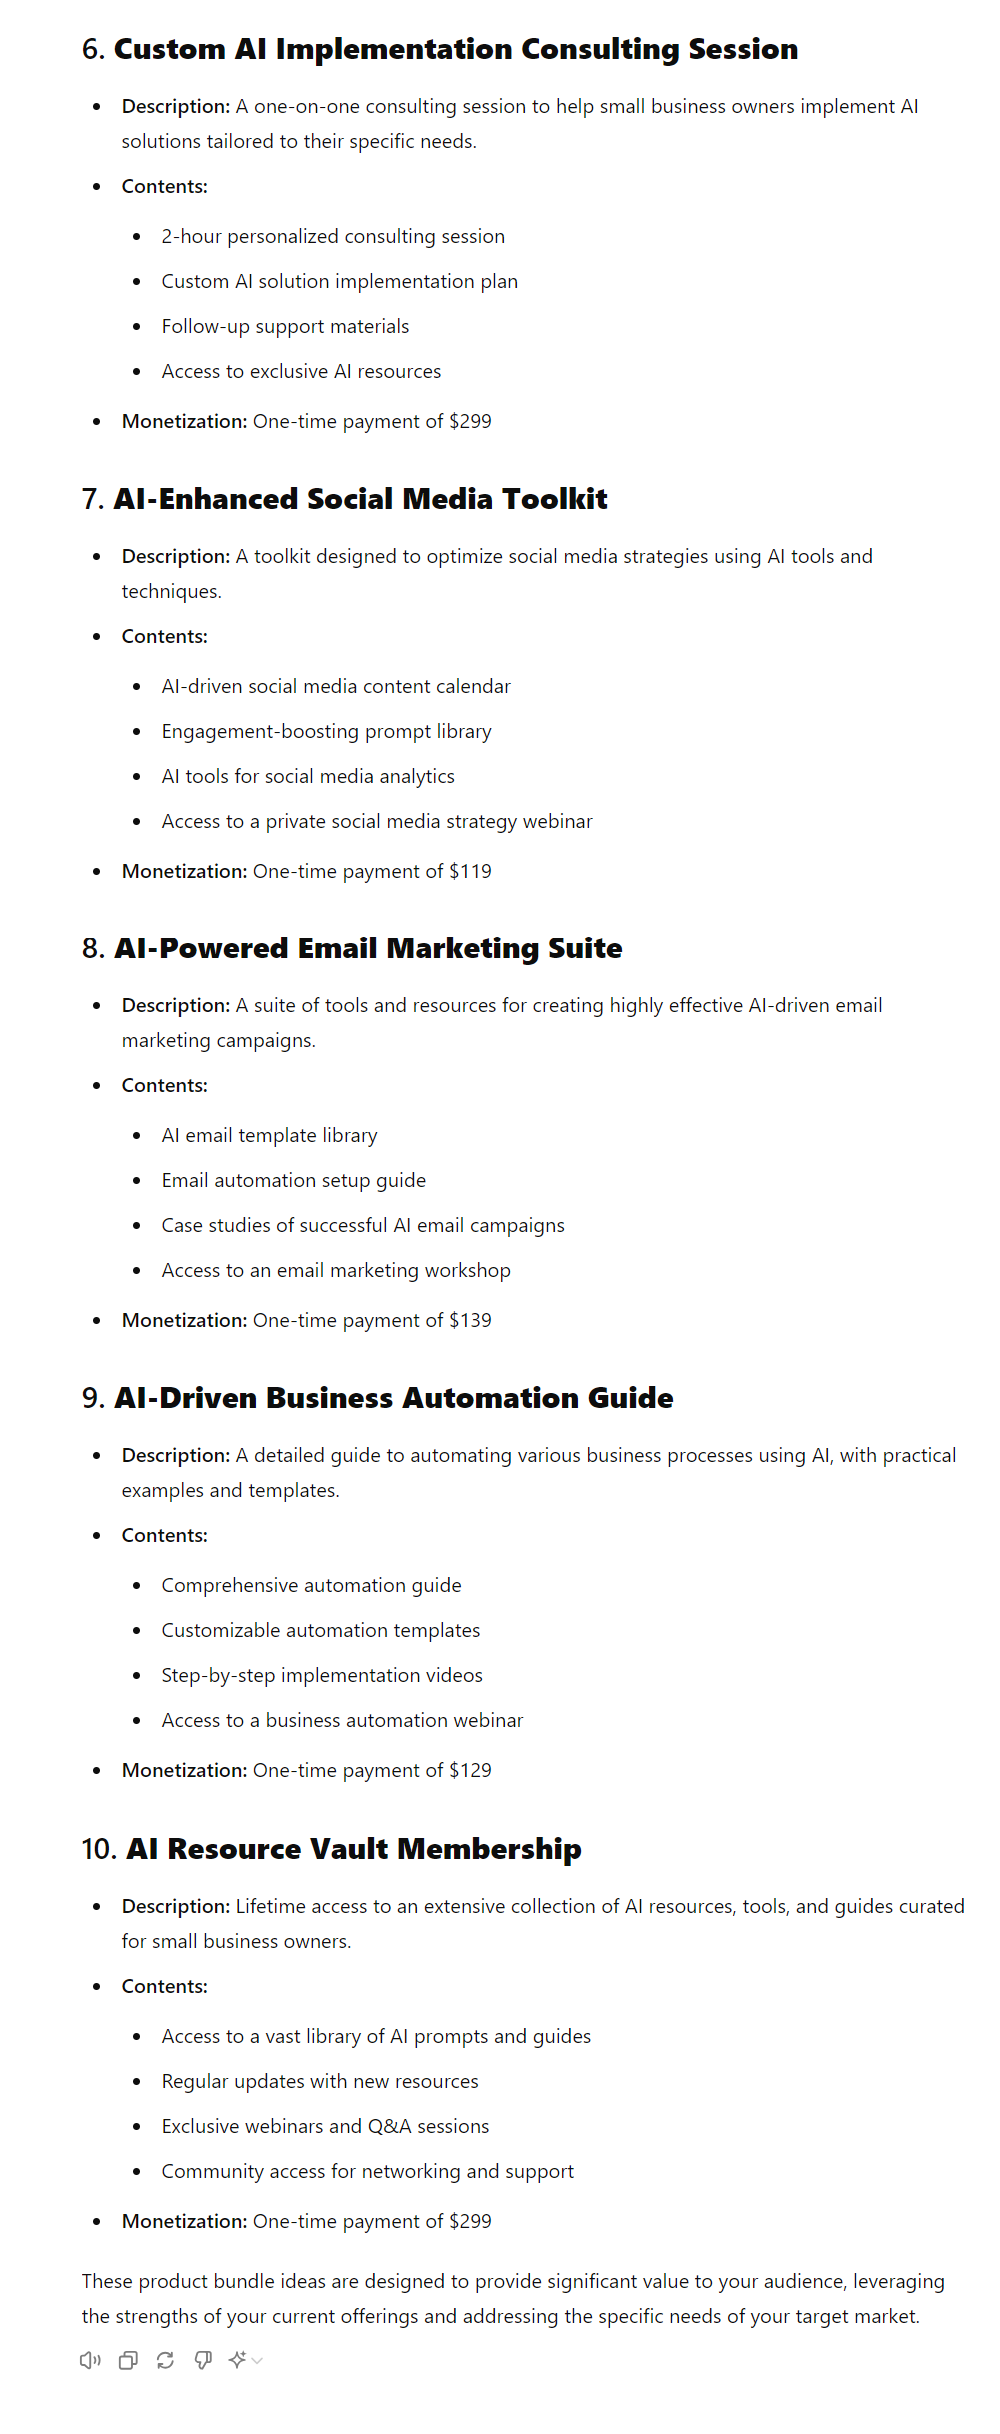 6. Custom AI Implementation Consulting Session
Description: A one-on-one consulting session to help small business owners implement AI
solutions tailored to their specific needs.
Contents:
2-hour personalized consulting session
Custom AI solution implementation plan
Follow-up support materials
Access to exclusive AI resources
Monetization: One-time payment of $299
7. AI-Enhanced Social Media Toolkit
Description: A toolkit designed to optimize social media strategies using AI tools and
techniques.
Contents:
AI-driven social media content calendar
Engagement-boosting prompt library
AI tools for social media analytics
Access to a private social media strategy webinar
Monetization: One-time payment of $119
8. AI-Powered Email Marketing Suite
Description: A suite of tools and resources for creating highly effective AI-driven email
marketing campaigns.
Contents:
AI email template library
Email automation setup guide
Case studies of successful AI email campaigns
Access to an email marketing workshop
Monetization: One-time payment of $139
9. AI-Driven Business Automation Guide
Description: A detailed guide to automating various business processes using AI, with practical
examples and templates.
Contents:
Comprehensive automation guide
Customizable automation templates
Step-by-step implementation videos
Access to a business automation webinar
Monetization: One-time payment of $129
10. AI Resource Vault Membership
Description: Lifetime access to an extensive collection of AI resources, tools, and guides curated
for small business owners.
Contents:
Access to a vast library of AI prompts and guides
Regular updates with new resources
Exclusive webinars and Q&A sessions
Community access for networking and support
Monetization: One-time payment of $299
These product bundle ideas are designed to provide significant value to your audience, leveraging
the strengths of your current offerings and addressing the specific needs of your target market.